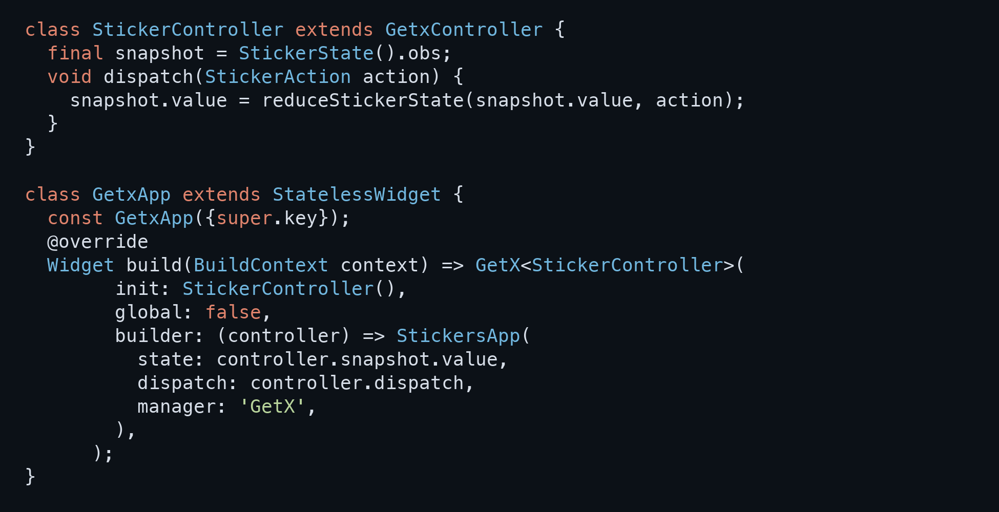 class StickerController extends GetxController {
  final snapshot = StickerState().obs;
  void dispatch(StickerAction action) {
    snapshot.value = reduceStickerState(snapshot.value, action);
  }
}

class GetxApp extends StatelessWidget {
  const GetxApp({super.key});
  @override
  Widget build(BuildContext context) => GetX<StickerController>(
        init: StickerController(),
        global: false,
        builder: (controller) => StickersApp(
          state: controller.snapshot.value,
          dispatch: controller.dispatch,
          manager: 'GetX',
        ),
      );
}